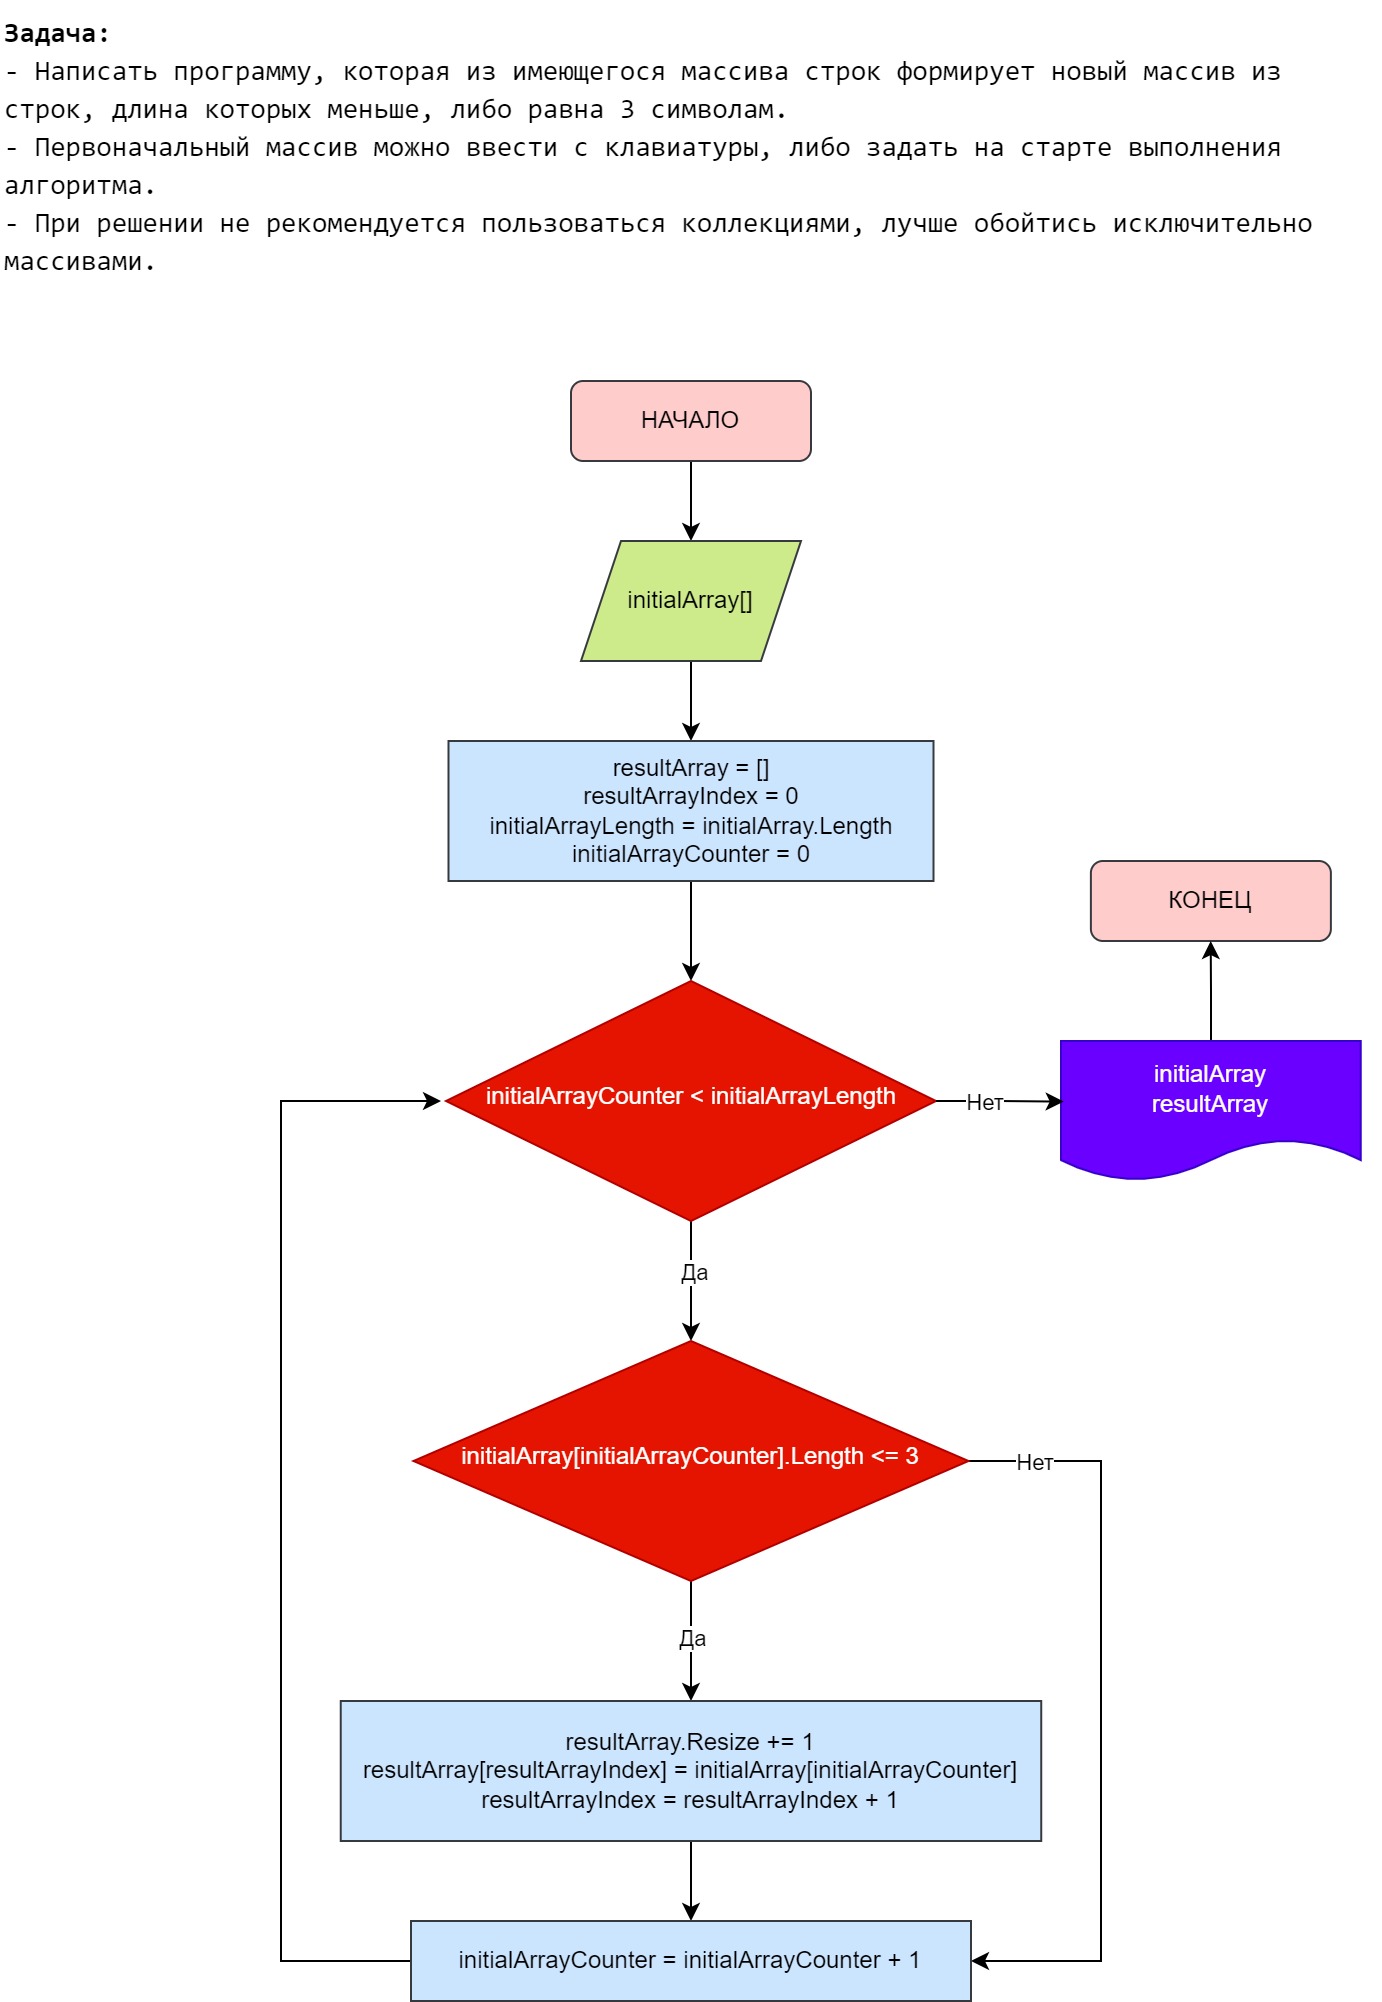 Задача:
- Написать программу, которая из имеющегося массива строк формирует новый массив из
строк, длина которых меньше, либо равна 3 символам.
- Первоначальный массив можно ввести с клавиатуры, либо задать на старте выполнения
алгоритма.
- При решении не рекомендуется пользоваться коллекциями, лучше обойтись исключительно
массивами.
НАЧАЛО
initialArray[]
resultArray = []
resultArrayIndex = 0
initialArrayLength = initialArray.Length
initialArrayCounter = 0
КОНЕЦ
initialArrayCounter < initialArrayLength
Нет
initialArray
resultArray
Да
initialArray[initialArrayCounter].Length <= 3
Нет
Да
resultArray.Resize += 1
resultArray[resultArrayIndex] = initialArray[initialArrayCounter]
resultArrayIndex = resultArrayIndex + 1
initialArrayCounter = initialArrayCounter + 1